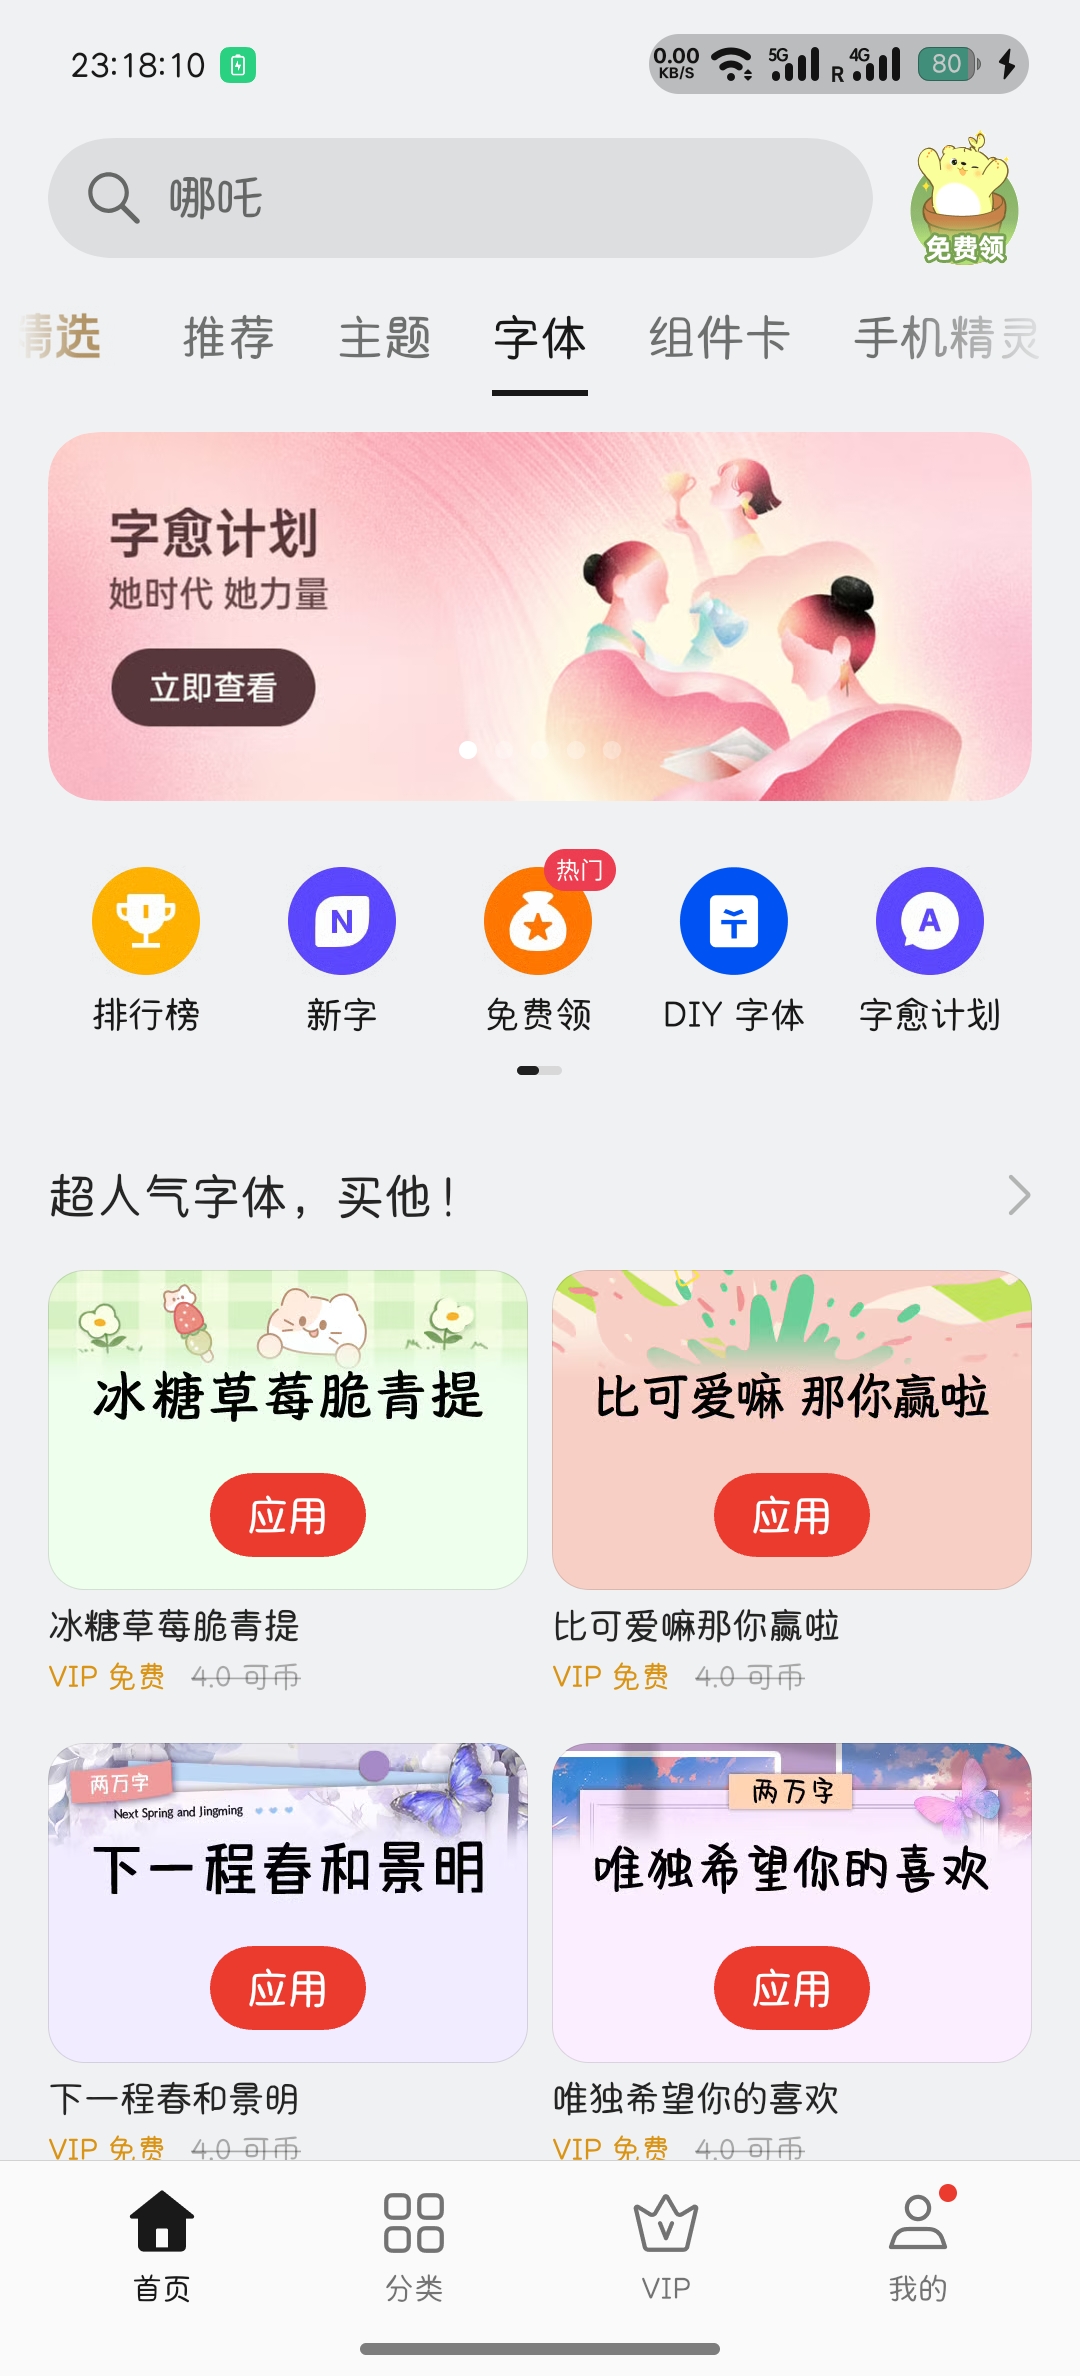 23:18:10
0.00 KB/S 5G R 4G 80
哪吒
免费领
精选 推荐 主题 字体 组件卡 手机精灵
字愈计划
她时代 她力量
立即查看
热门
N
A
排行榜 新字 免费领 DIY 字体 字愈计划
超人气字体，买他！
冰糖草莓脆青提
比可爱嘛 那你赢啦
应用
应用
冰糖草莓脆青提
比可爱嘛那你赢啦
VIP 免费 4.0 可币
VIP 免费 4.0 可币
两万字
Next Spring and Jingming
下一程春和景明
两万字
唯独希望你的喜欢
应用
应用
下一程春和景明
唯独希望你的喜欢
VIP 免费 4.0 可币
VIP 免费 4.0 可币
首页 分类 VIP 我的